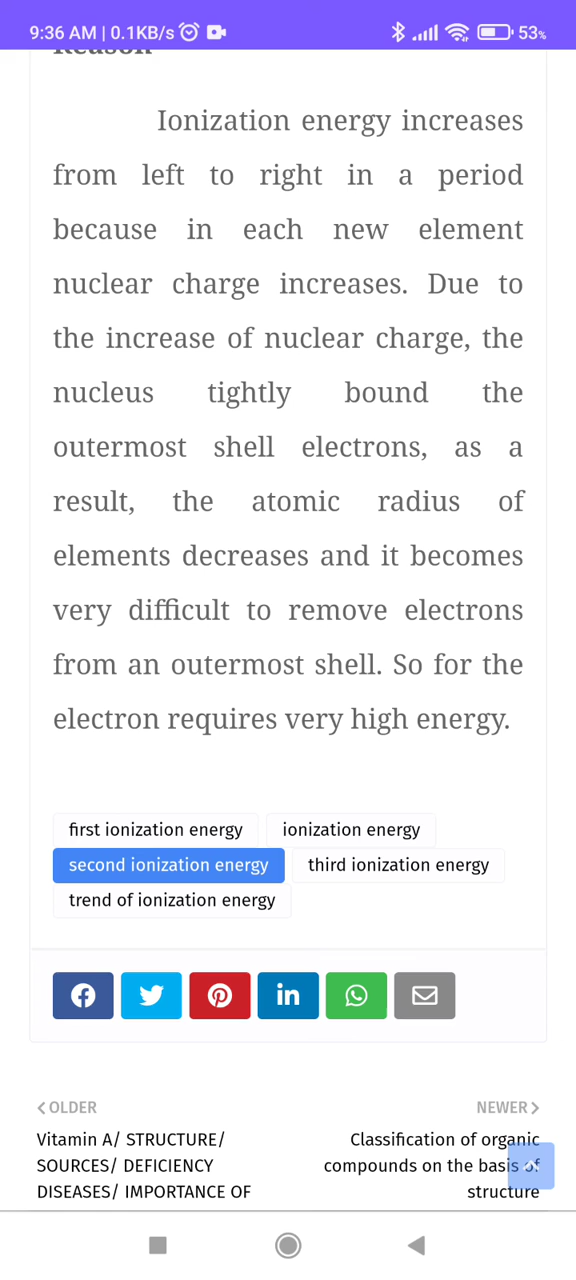 9:36 AM | 0.1KB/s
53%
Reason
Ionization energy increases
from left to right in a period
because in each new element
nuclear charge increases. Due to
the increase of nuclear charge, the
nucleus tightly bound the
outermost shell electrons, as a
result, the atomic radius of
elements decreases and it becomes
very difficult to remove electrons
from an outermost shell. So for the
electron requires very high energy.
first ionization energy
ionization energy
second ionization energy
third ionization energy
trend of ionization energy
OLDER
NEWER
Vitamin A/ STRUCTURE/
SOURCES/ DEFICIENCY
DISEASES/ IMPORTANCE OF
Classification of organic
compounds on the basis of
structure